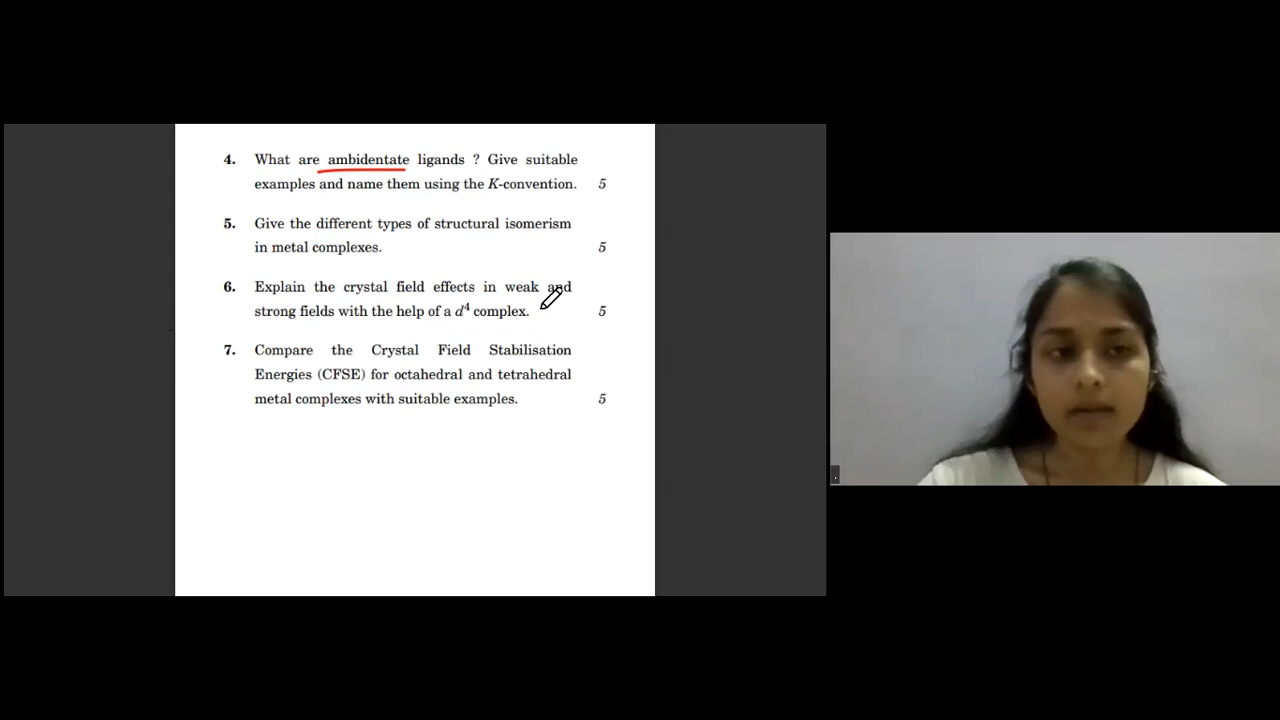 4. What are ambidentate ligands ? Give suitable
examples and name them using the K-convention. 5
5. Give the different types of structural isomerism
in metal complexes. 5
6. Explain the crystal field effects in weak and
strong fields with the help of a d⁴ complex. 5
7. Compare the Crystal Field Stabilisation
Energies (CFSE) for octahedral and tetrahedral
metal complexes with suitable examples. 5